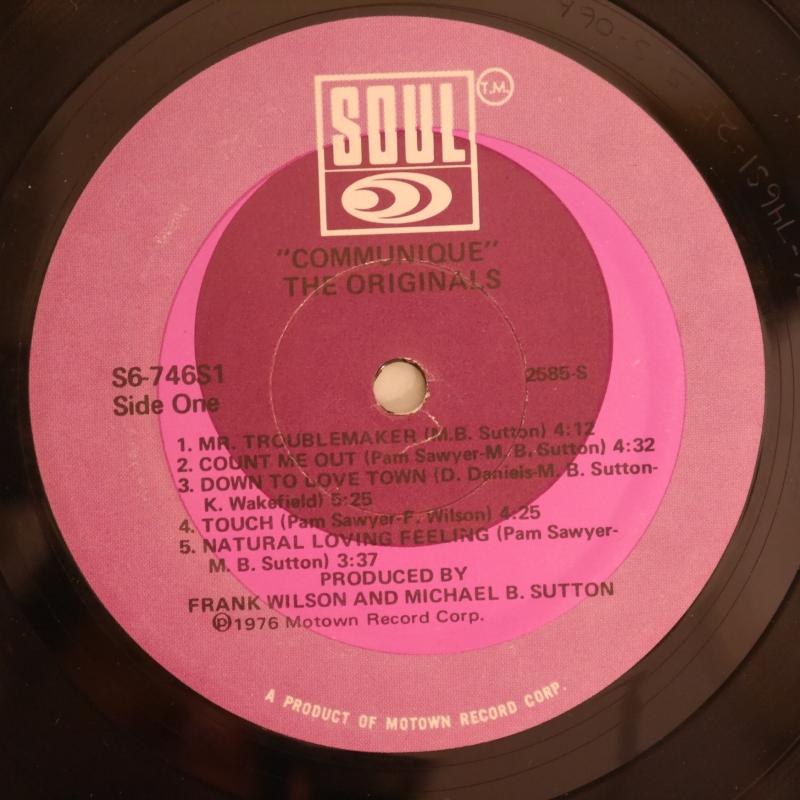 SOUL
T.M.
"COMMUNIQUE"
THE ORIGINALS
S6-746S1
2585-S
Side One
1. MR. TROUBLEMAKER (M.B. Sutton) 4:12
2. COUNT ME OUT (Pam Sawyer-M. B. Sutton) 4:32
3. DOWN TO LOVE TOWN (D. Daniels-M. B. Sutton-
K. Wakefield) 5:25
4. TOUCH (Pam Sawyer-F. Wilson) 4:25
5. NATURAL LOVING FEELING (Pam Sawyer-
M. B. Sutton) 3:37
PRODUCED BY
FRANK WILSON AND MICHAEL B. SUTTON
℗1976 Motown Record Corp.
A PRODUCT OF MOTOWN RECORD CORP.